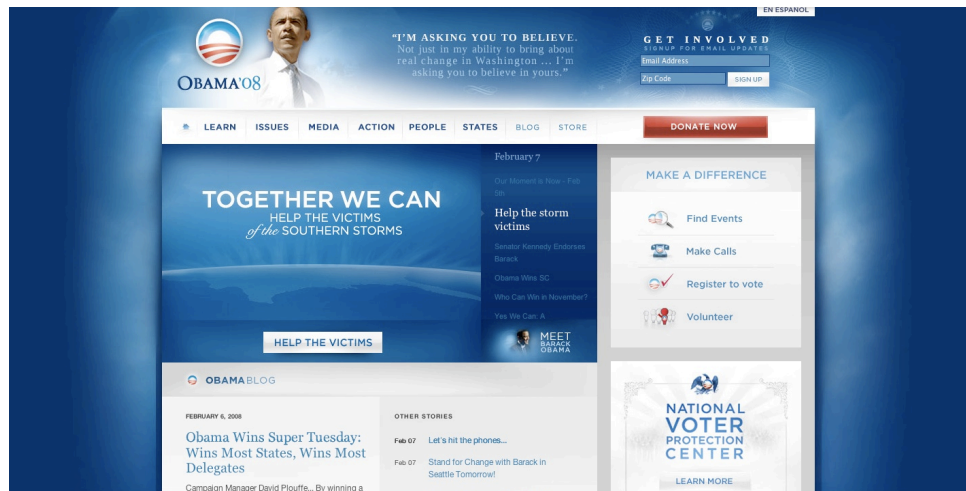 EN ESPAÑOL
OBAMA'08
“I'M ASKING YOU TO BELIEVE.
Not just in my ability to bring about
real change in Washington ... I'm
asking you to believe in yours.”
GET INVOLVED
SIGNUP FOR EMAIL UPDATES
Email Address
Zip Code
SIGN UP
LEARN
ISSUES
MEDIA
ACTION
PEOPLE
STATES
BLOG
STORE
DONATE NOW
TOGETHER WE CAN
HELP THE VICTIMS
of the SOUTHERN STORMS
HELP THE VICTIMS
February 7
Our Moment is Now - Feb
5th
Help the storm
victims
Senator Kennedy Endorses
Barack
Obama Wins SC
Who Can Win in November?
Yes We Can: A
MEET
BARACK
OBAMA
MAKE A DIFFERENCE
Find Events
Make Calls
Register to vote
Volunteer
OBAMABLOG
FEBRUARY 6, 2008
Obama Wins Super Tuesday:
Wins Most States, Wins Most
Delegates
Campaign Manager David Plouffe... By winning a
OTHER STORIES
Feb 07 Let's hit the phones...
Feb 07 Stand for Change with Barack in
Seattle Tomorrow!
NATIONAL
VOTER
PROTECTION
CENTER
LEARN MORE